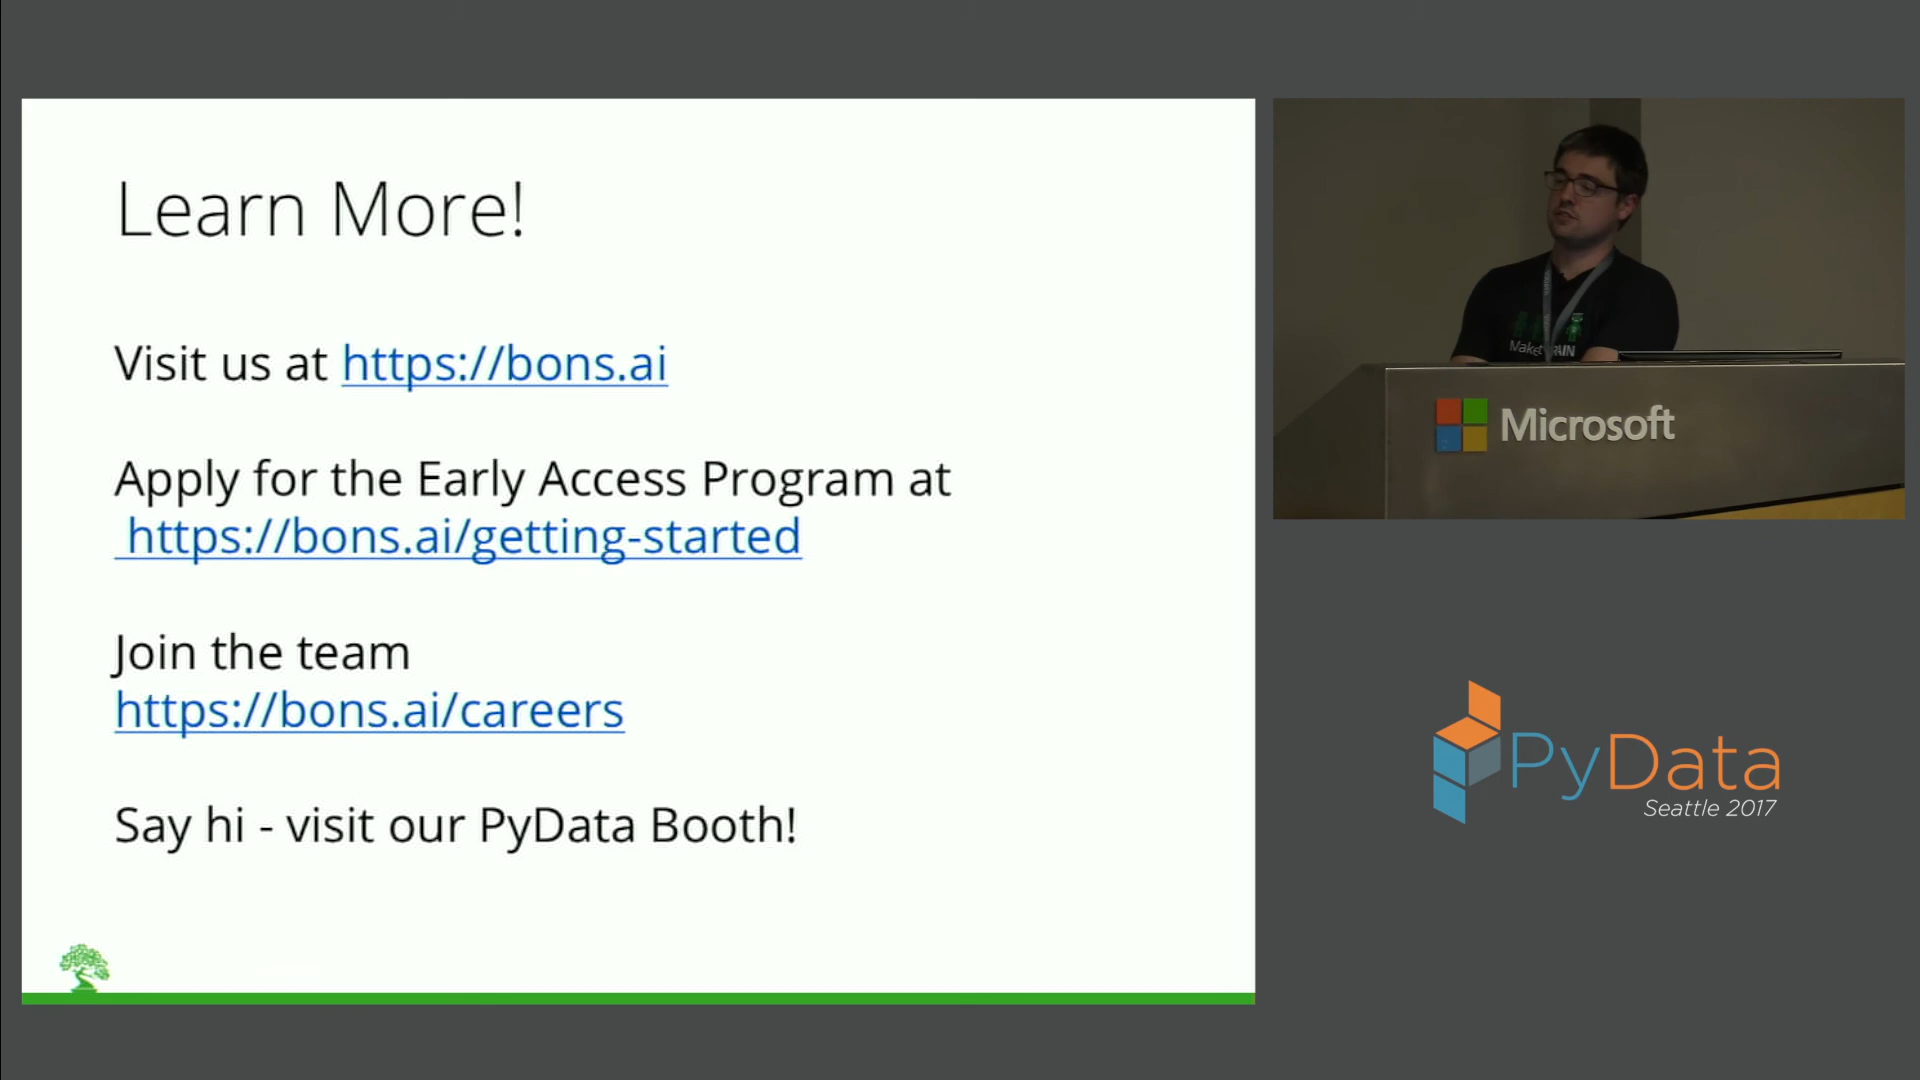 Learn More!
Visit us at https://bons.ai
Apply for the Early Access Program at
https://bons.ai/getting-started
Join the team
https://bons.ai/careers
Say hi - visit our PyData Booth!
Make
Microsoft
PyData
Seattle 2017